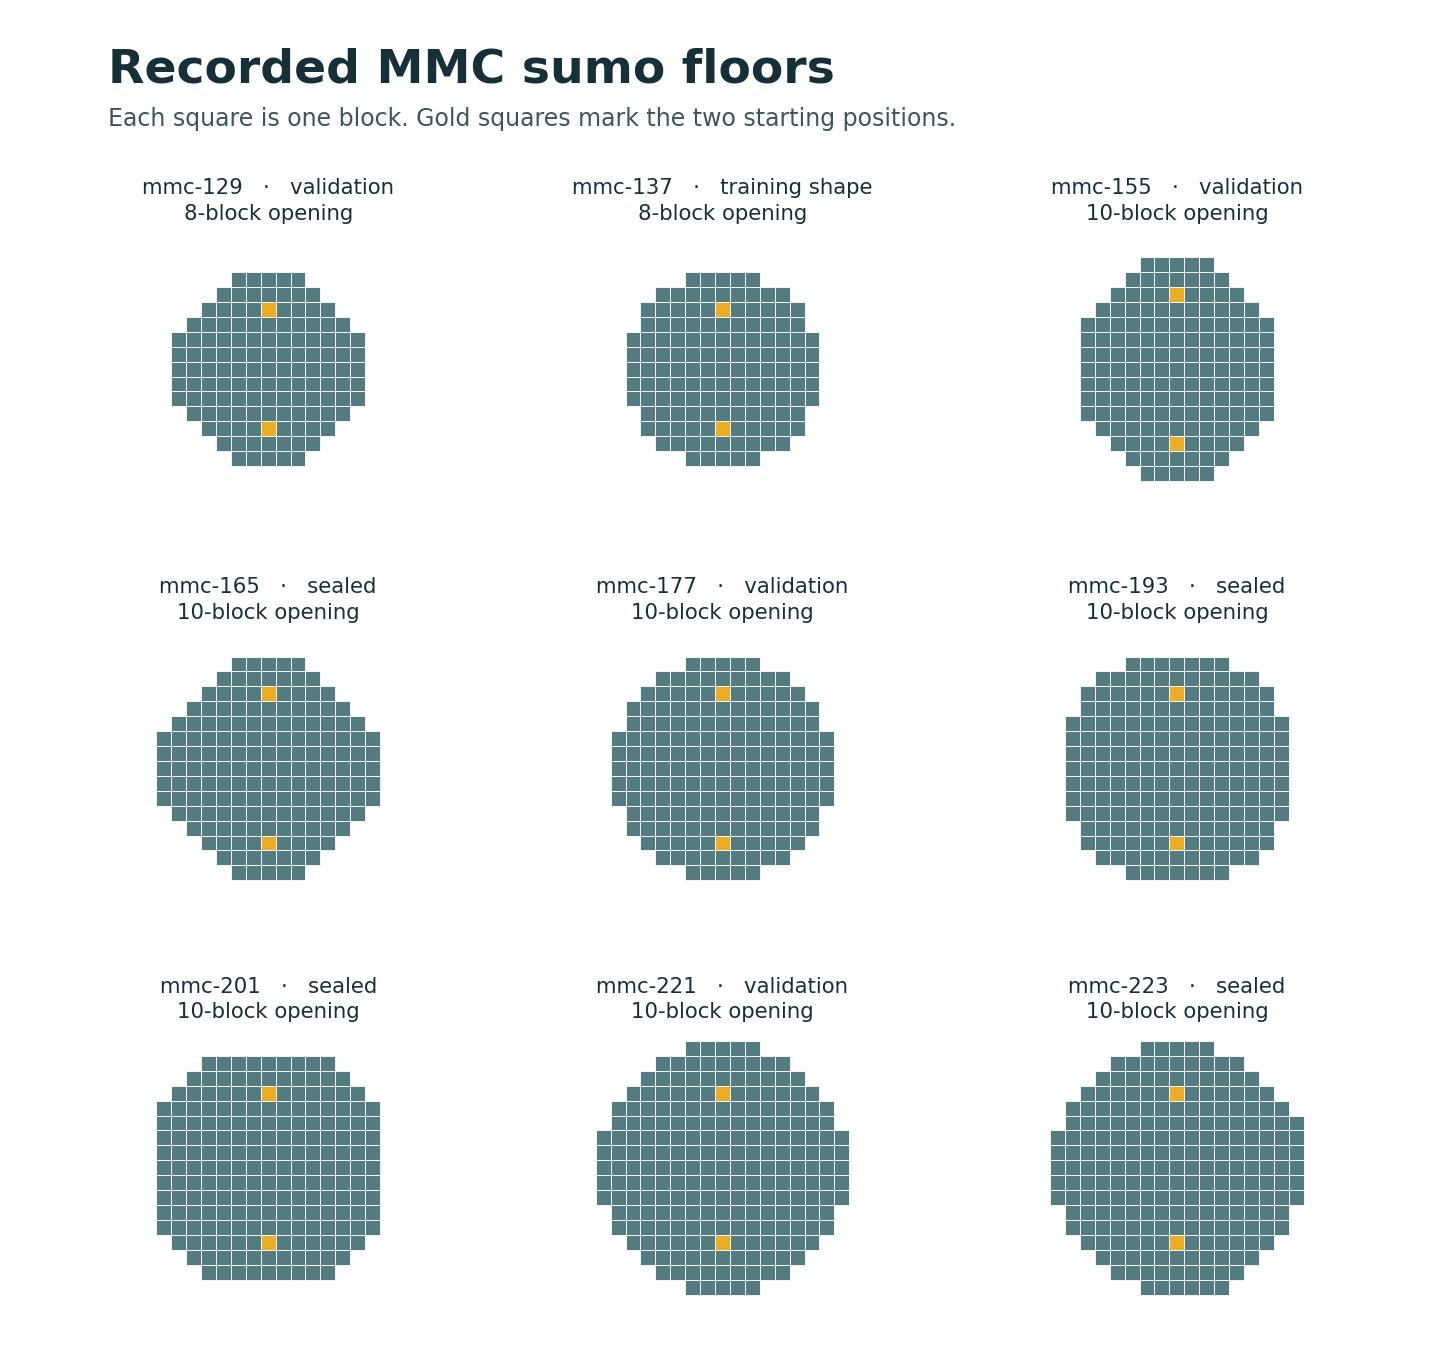 Recorded MMC sumo floors
Each square is one block. Gold squares mark the two starting positions.
mmc-129 · validation
8-block opening
mmc-137 · training shape
8-block opening
mmc-155 · validation
10-block opening
mmc-165 · sealed
10-block opening
mmc-177 · validation
10-block opening
mmc-193 · sealed
10-block opening
mmc-201 · sealed
10-block opening
mmc-221 · validation
10-block opening
mmc-223 · sealed
10-block opening